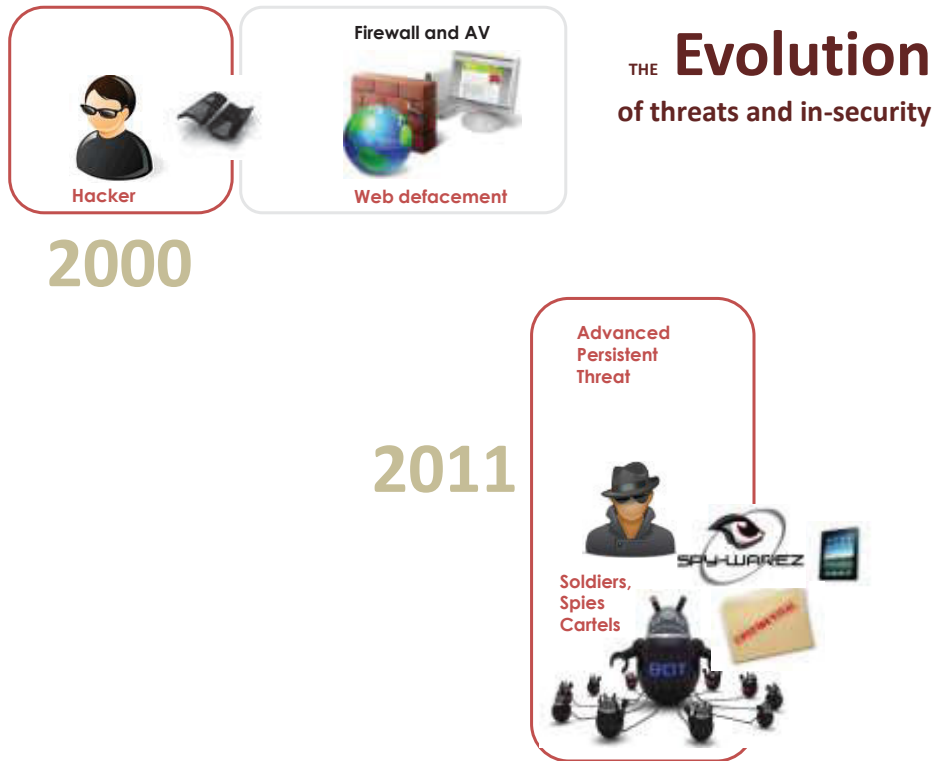 Firewall and AV
THE Evolution
of threats and in-security
Hacker
Web defacement
2000
Advanced
Persistent
Threat
2011
SPY-WAREZ
Soldiers,
Spies
Cartels
CONFIDENTIAL
BOT